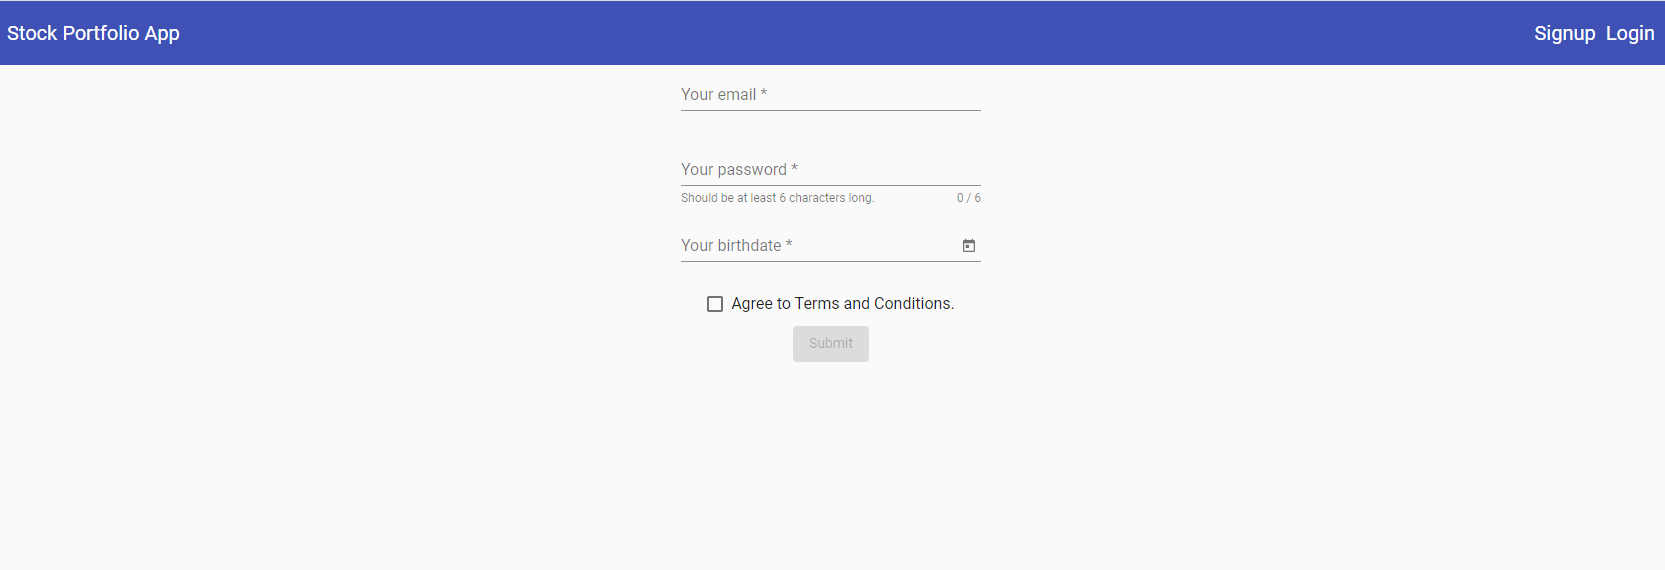 Stock Portfolio App Signup Login
Your email *
Your password *
Should be at least 6 characters long. 0 / 6
Your birthdate *
Agree to Terms and Conditions.
Submit